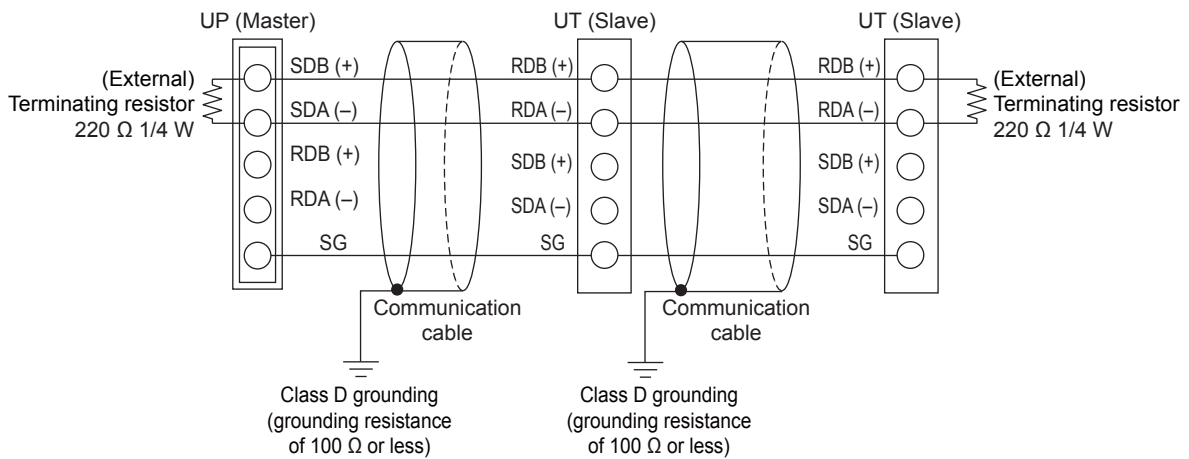 UP (Master)
UT (Slave)
UT (Slave)
(External)
Terminating resistor
220 Ω 1/4 W
SDB (+)
SDA (–)
RDB (+)
RDA (–)
SG
RDB (+)
RDA (–)
SDB (+)
SDA (–)
SG
RDB (+)
RDA (–)
SDB (+)
SDA (–)
SG
(External)
Terminating resistor
220 Ω 1/4 W
Communication
cable
Communication
cable
Class D grounding
(grounding resistance
of 100 Ω or less)
Class D grounding
(grounding resistance
of 100 Ω or less)